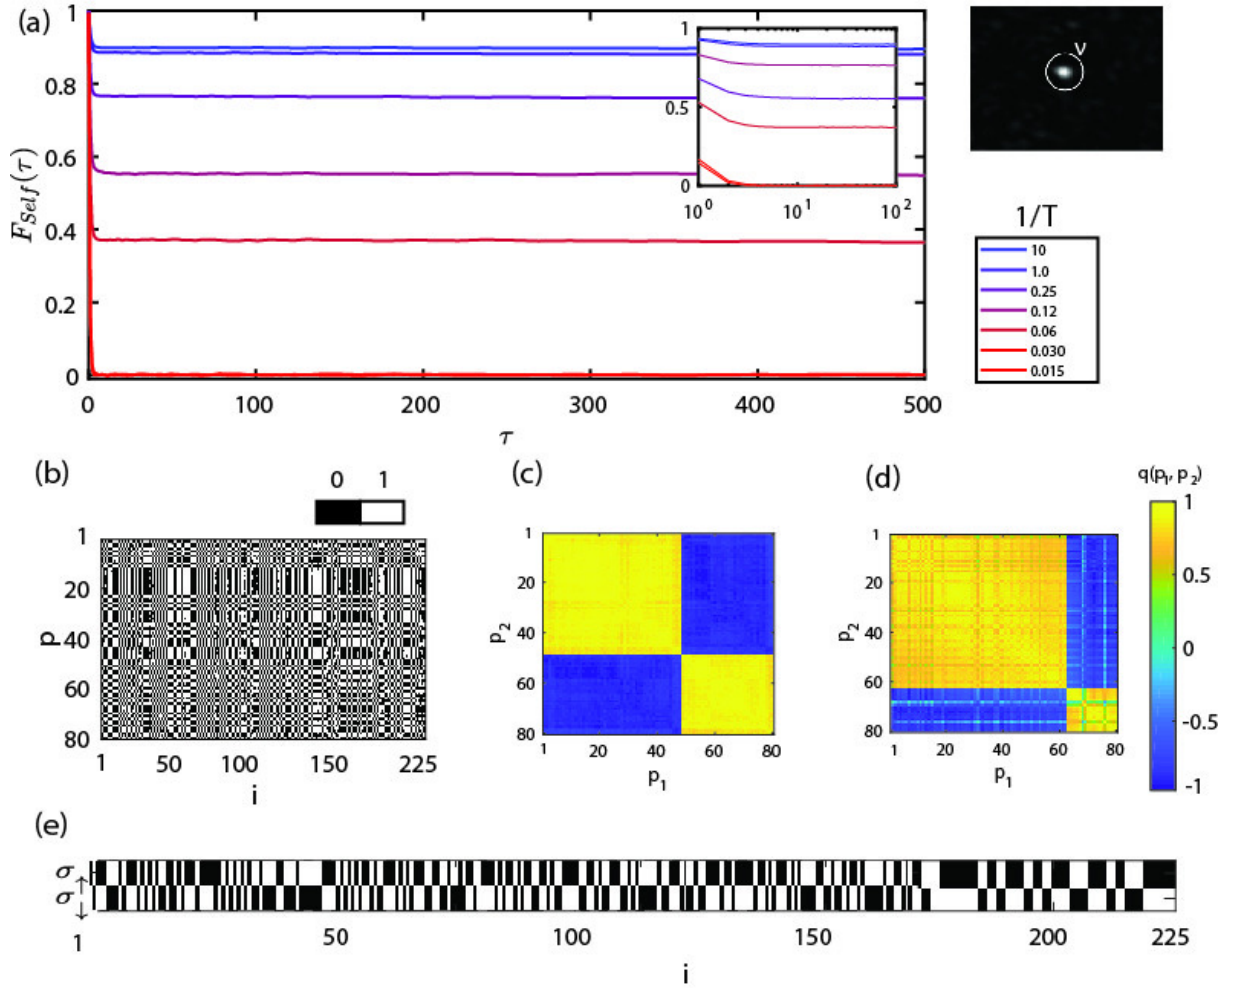 (a)
1
0.8
0.6
0.4
0.2
0
F_Self(τ)
0 100 200 300 400 500
τ
1
0.5
0
10^0 10^1 10^2
ν
1/T
10
1.0
0.25
0.12
0.06
0.030
0.015
(b)
0 1
1
20
40
60
80
p
1 50 100 150 225
i
(c)
1
20
40
60
80
p_2
1 20 40 60 80
p_1
(d)
1
20
40
60
80
p_2
1 20 40 60 80
p_1
q(p_1, p_2)
1
0.5
0
-0.5
-1
(e)
σ↑
σ↓
1 50 100 150 200 225
i